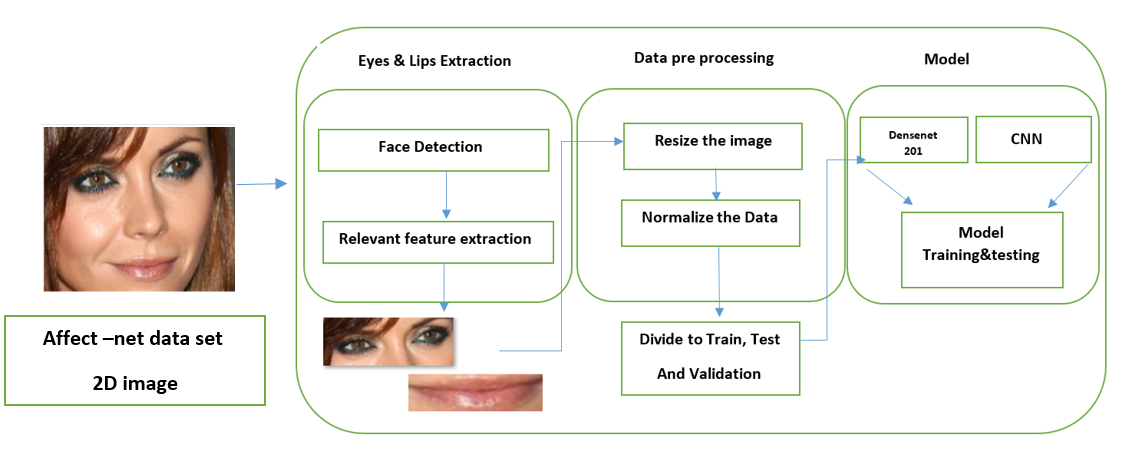 Eyes & Lips Extraction
Data pre processing
Model
Face Detection
Relevant feature extraction
Resize the image
Normalize the Data
Divide to Train, Test
And Validation
Densenet
201
CNN
Model
Training&testing
Affect –net data set
2D image